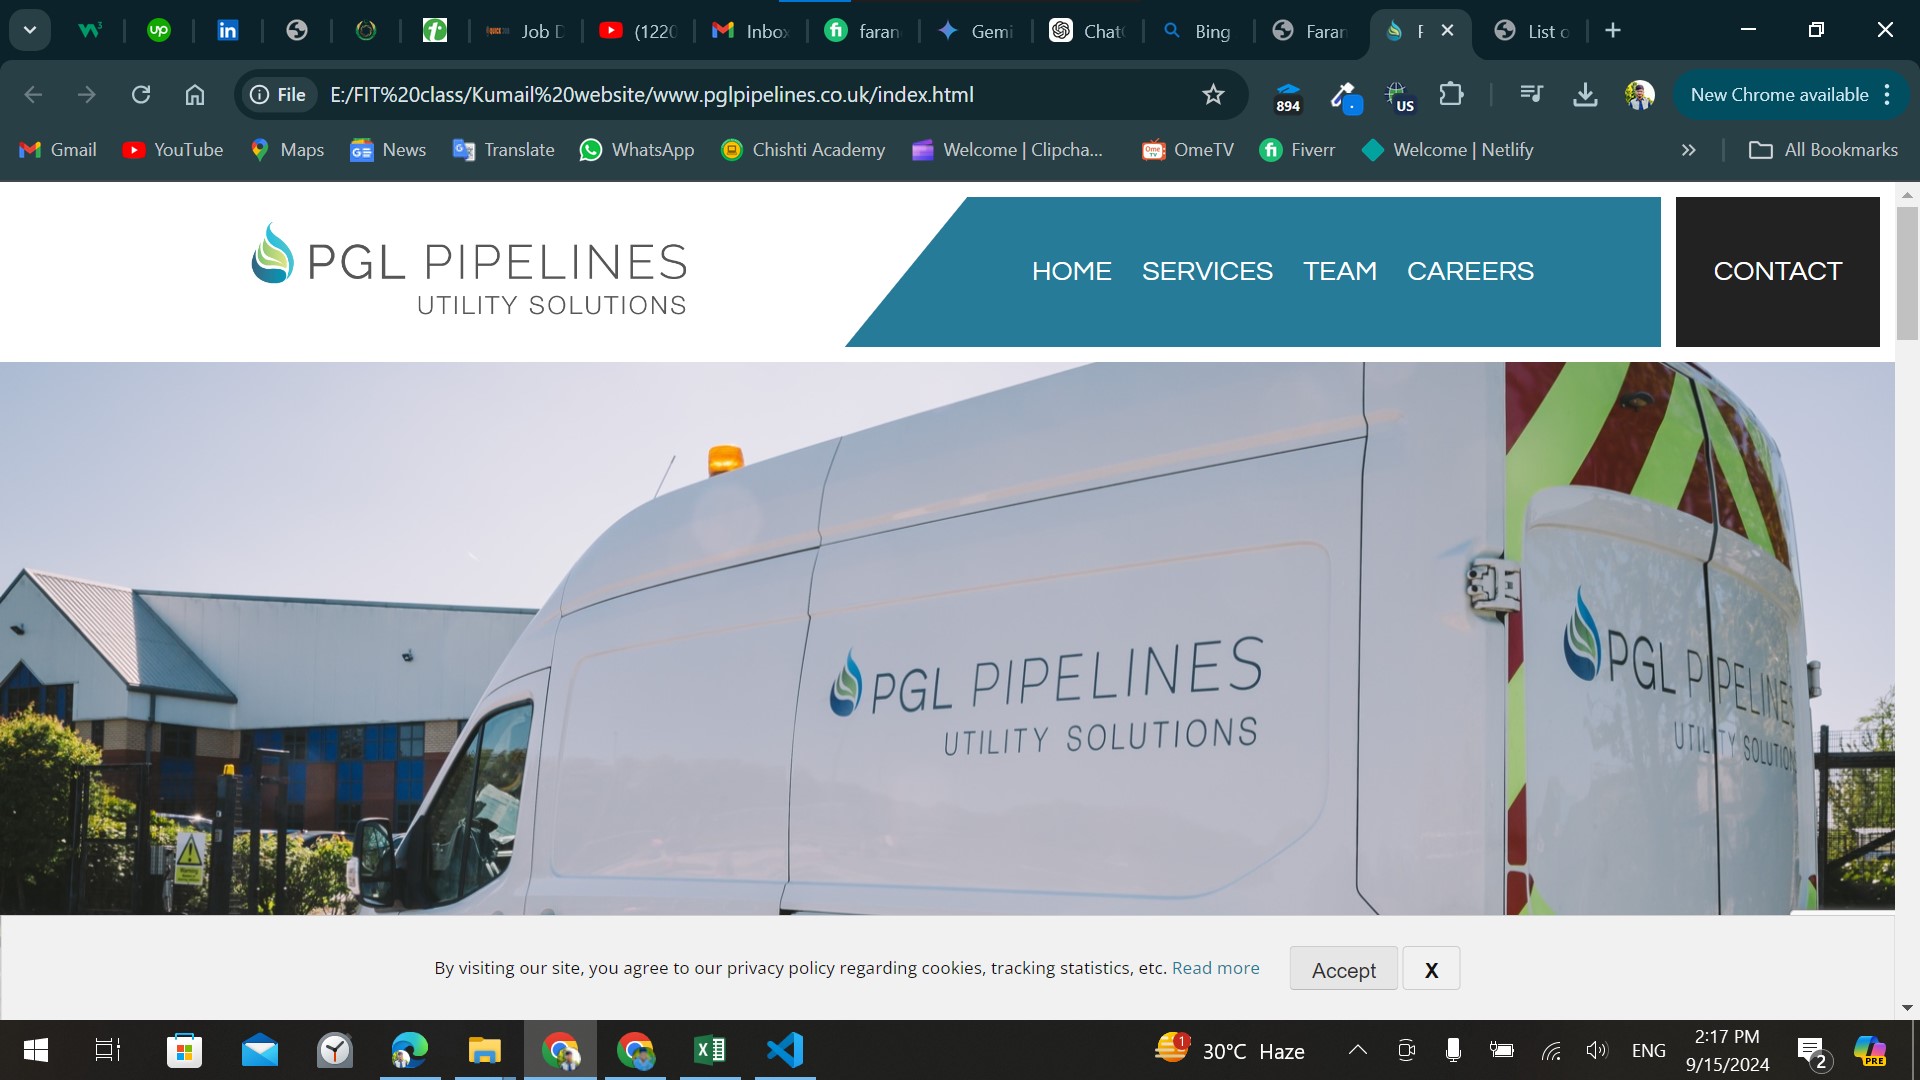 Job D
(1220
Inbox
faran
Gemi
Chat
Bing
Faran
List o
File
E:/FIT%20class/Kumail%20website/www.pglpipelines.co.uk/index.html
894
US
New Chrome available
Gmail
YouTube
Maps
News
Translate
WhatsApp
Chishti Academy
Welcome | Clipcha...
OmeTV
Fiverr
Welcome | Netlify
All Bookmarks
PGL PIPELINES
UTILITY SOLUTIONS
HOME
SERVICES
TEAM
CAREERS
CONTACT
PGL PIPELINES
UTILITY SOLUTIONS
PGL PIPELINES
UTILITY SOLUTION
By visiting our site, you agree to our privacy policy regarding cookies, tracking statistics, etc. Read more
Accept
X
1
30°C Haze
ENG
2:17 PM
9/15/2024
2
PRE